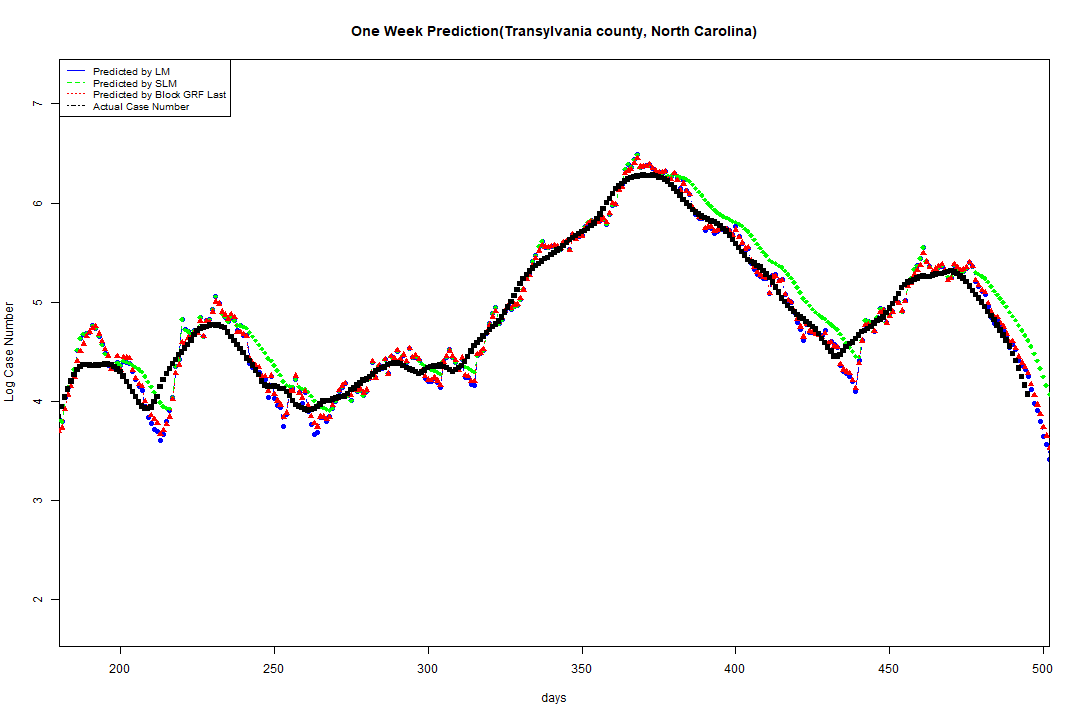 One Week Prediction(Transylvania county, North Carolina)
Predicted by LM
Predicted by SLM
Predicted by Block GRF Last
Actual Case Number
7
6
5
4
3
2
Log Case Number
200 250 300 350 400 450 500
days